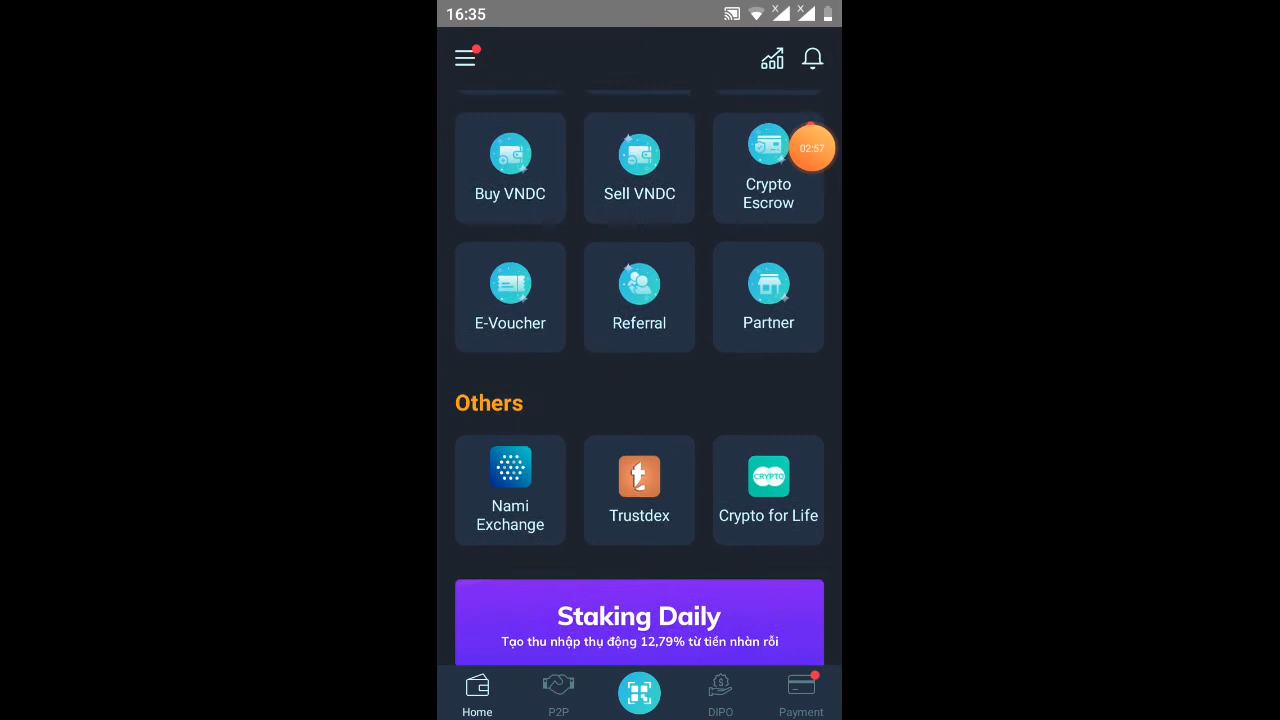 16:35
02:57
Buy VNDC
Sell VNDC
Crypto
Escrow
E-Voucher
Referral
Partner
Others
CRYPTO
Nami
Exchange
t
Trustdex
Crypto for Life
Staking Daily
Tạo thu nhập thụ động 12,79% từ tiền nhàn rỗi
Home
P2P
DIPO
Payment